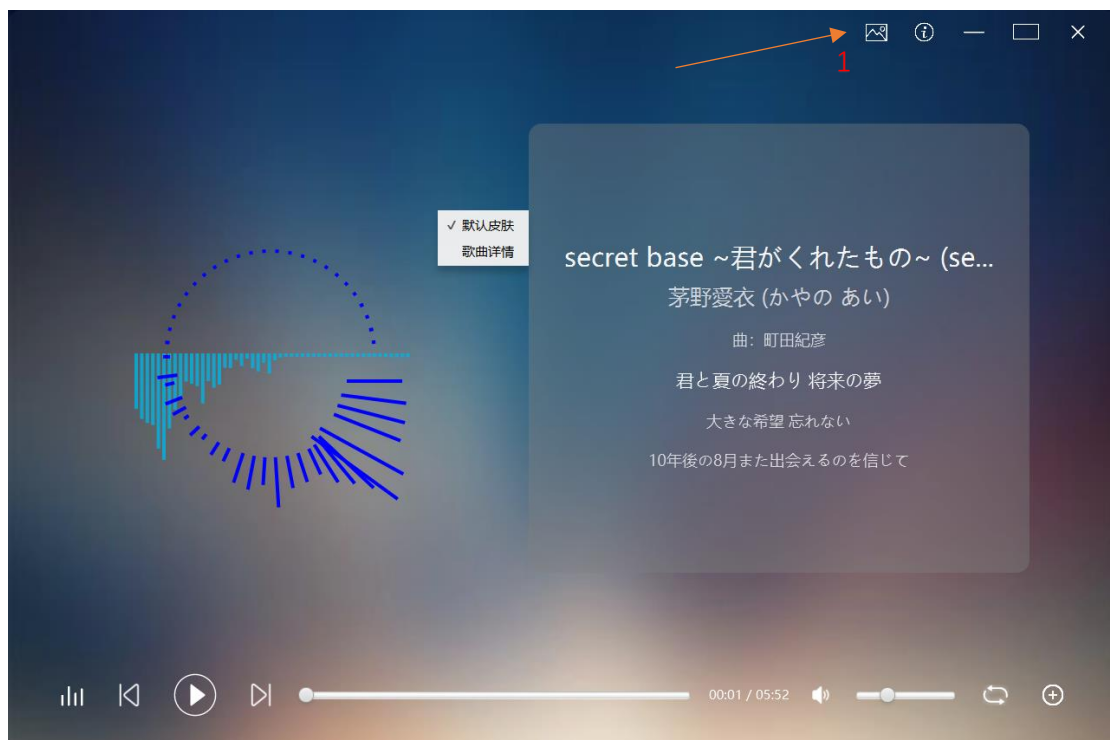 1
✓ 默认皮肤
歌曲详情
secret base ~君がくれたもの~ (se...
茅野愛衣 (かやの あい)
曲：町田紀彦
君と夏の終わり 将来の夢
大きな希望 忘れない
10年後の8月また出会えるのを信じて
00:01 / 05:52